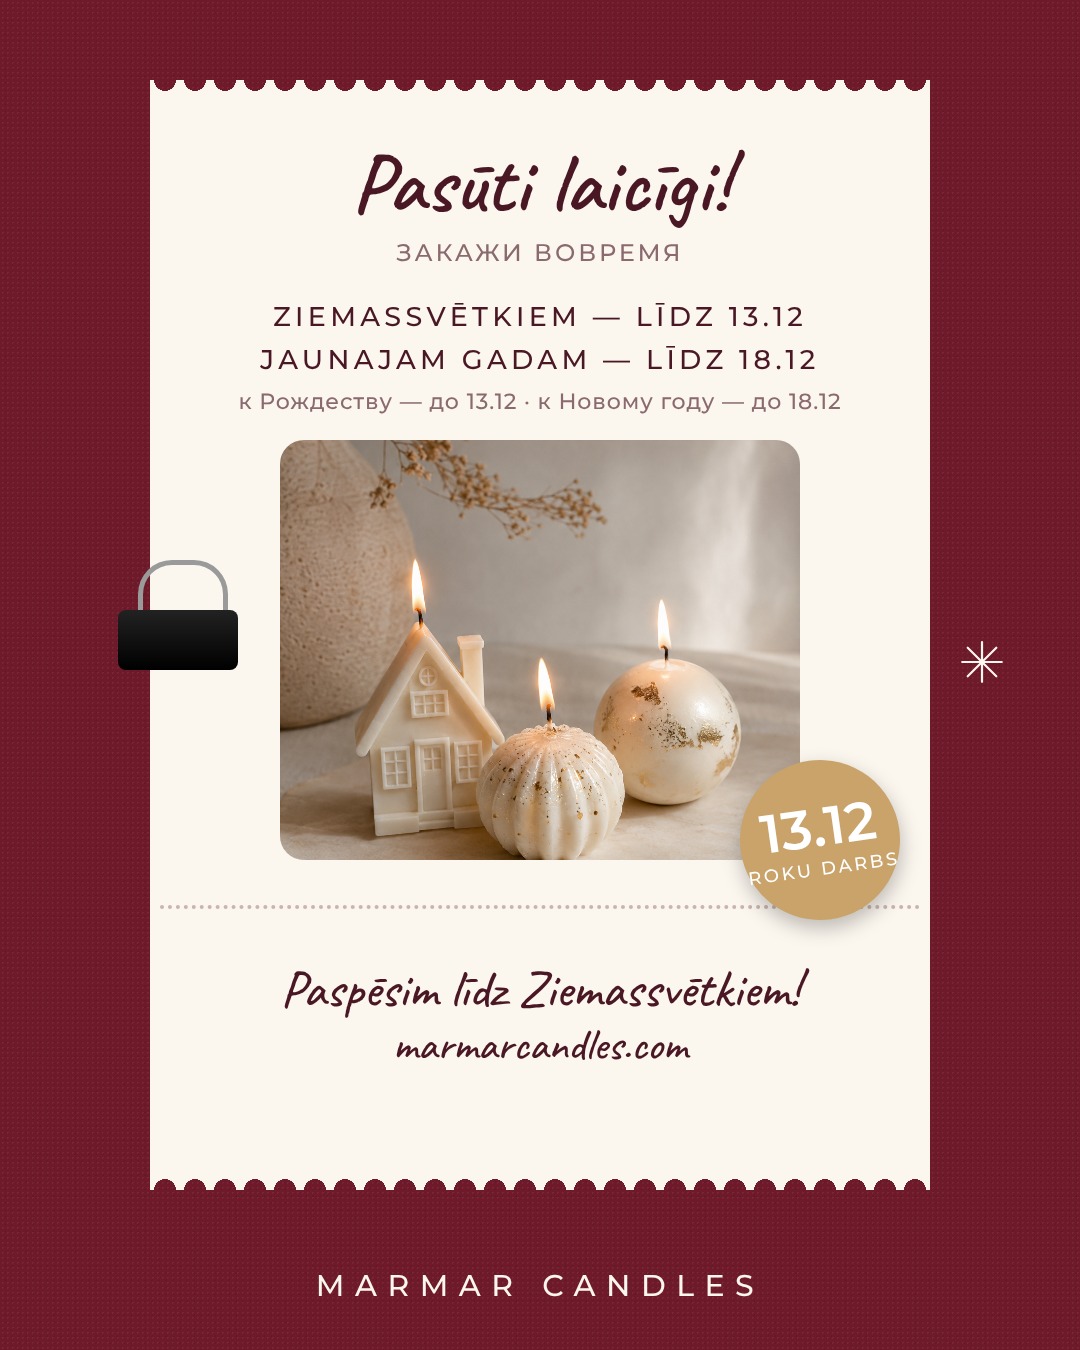 Pasūti laicīgi!
ЗАКАЖИ ВОВРЕМЯ
ZIEMASSVĒTKIEM — LĪDZ 13.12
JAUNAJAM GADAM — LĪDZ 18.12
к Рождеству — до 13.12 · к Новому году — до 18.12
13.12
ROKU DARBS
Paspēsim līdz Ziemassvētkiem!
marmarcandles.com
MARMAR CANDLES